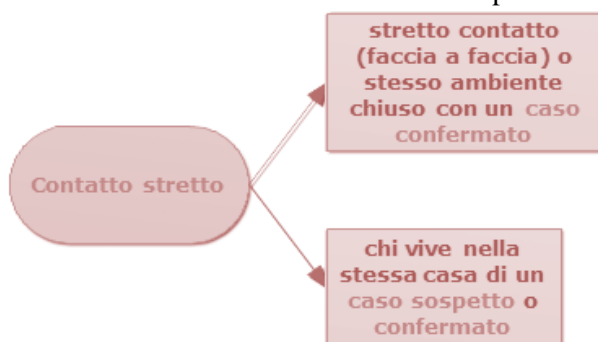 stretto contatto
(faccia a faccia) o
stesso ambiente
chiuso con un caso
confermato
Contatto stretto
chi vive nella
stessa casa di un
caso sospetto o
confermato